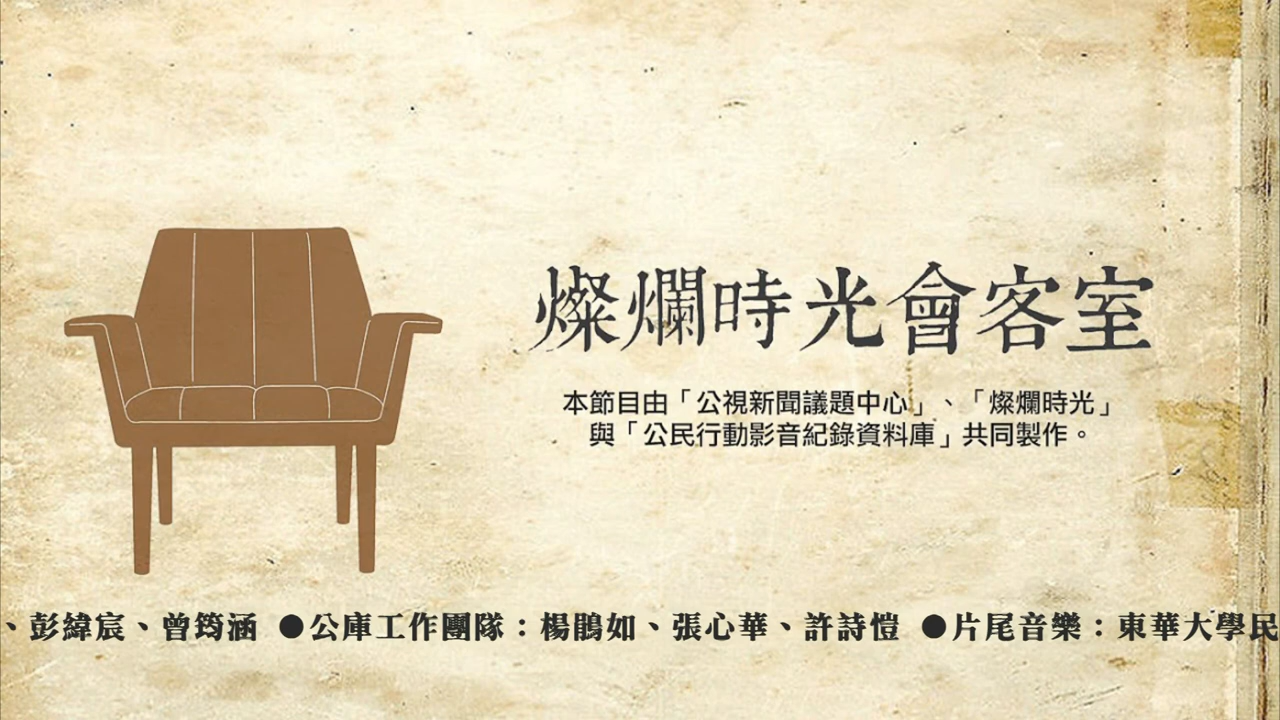 燦爛時光會客室
本節目由「公視新聞議題中心」、「燦爛時光」
與「公民行動影音紀錄資料庫」共同製作。
、彭緯宸、曾筠涵 ●公庫工作團隊：楊鵑如、張心華、許詩愷 ●片尾音樂：東華大學民